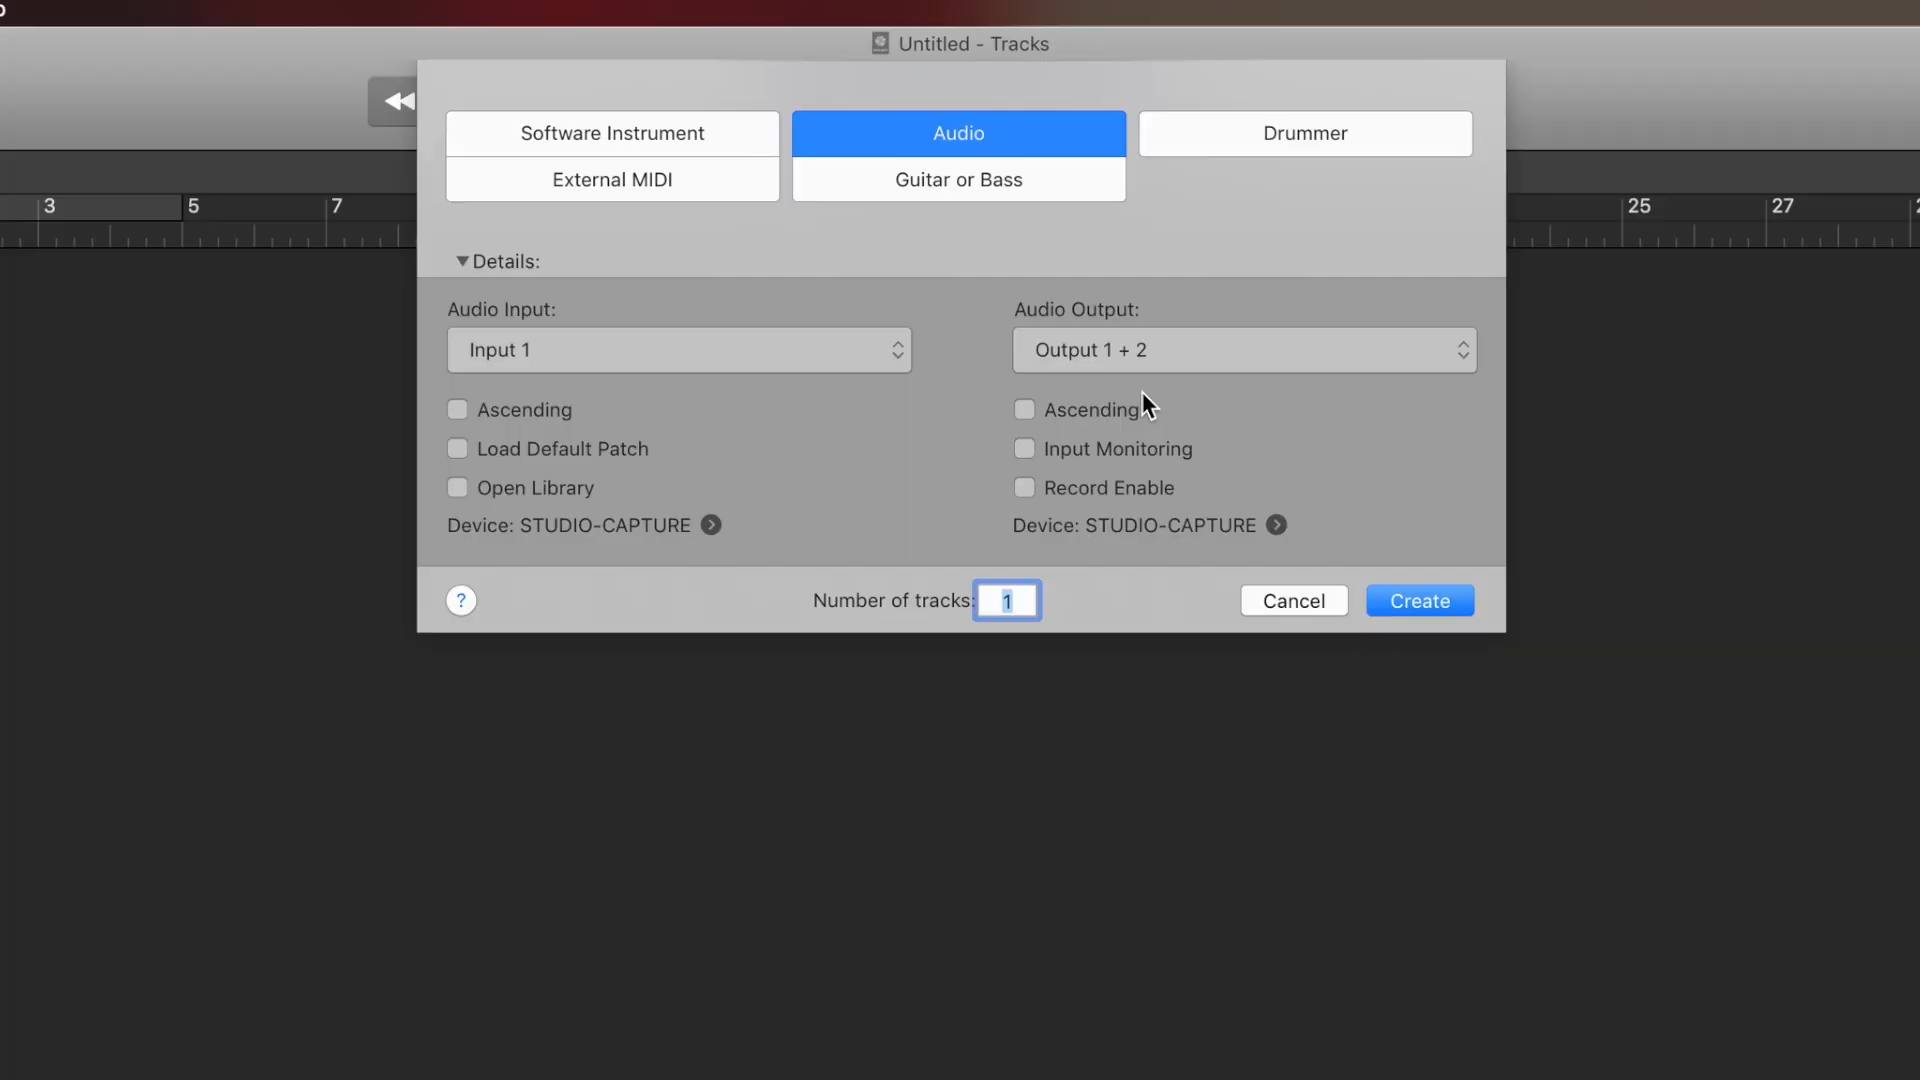 Untitled - Tracks
Software Instrument
Audio
Drummer
External MIDI
Guitar or Bass
3
5
7
25
27
Details:
Audio Input:
Audio Output:
Input 1
Output 1 + 2
Ascending
Ascending
Load Default Patch
Input Monitoring
Open Library
Record Enable
Device: STUDIO-CAPTURE
Device: STUDIO-CAPTURE
?
Number of tracks: 1
Cancel
Create